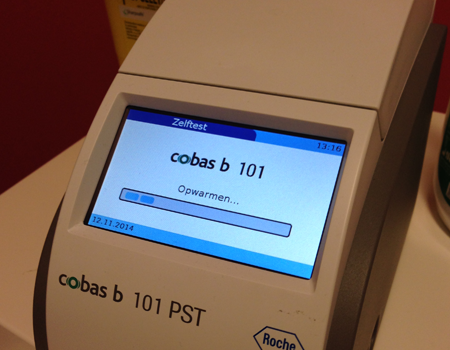 Zelftest
13:16
cobas b 101
Opwarmen...
12.11.2014
cobas b 101 PST
Roche